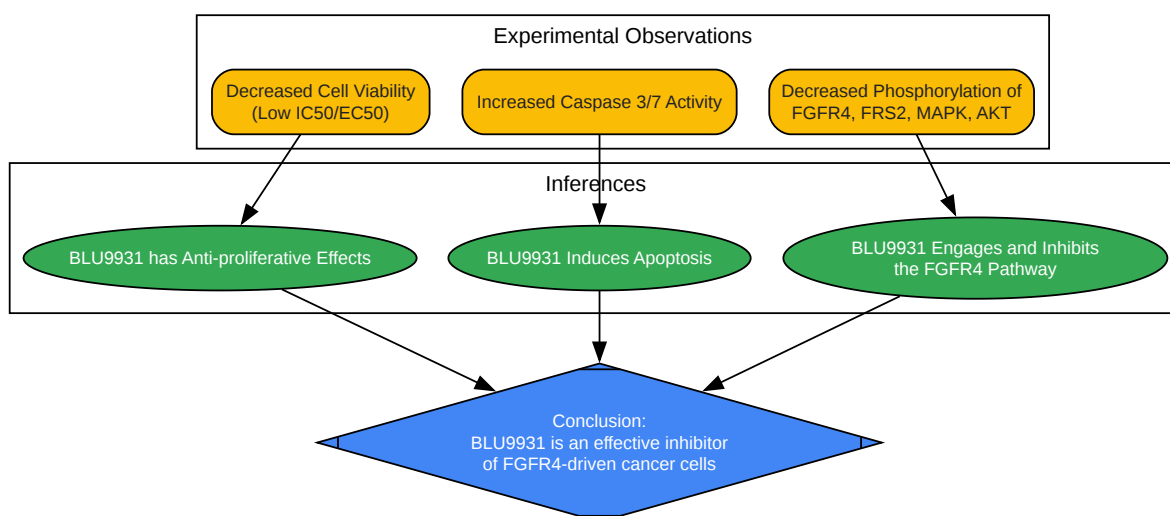 Experimental Observations
Decreased Cell Viability
(Low IC50/EC50)
Increased Caspase 3/7 Activity
Decreased Phosphorylation of
FGFR4, FRS2, MAPK, AKT
Inferences
BLU9931 has Anti-proliferative Effects
BLU9931 Induces Apoptosis
BLU9931 Engages and Inhibits
the FGFR4 Pathway
Conclusion:
BLU9931 is an effective inhibitor
of FGFR4-driven cancer cells